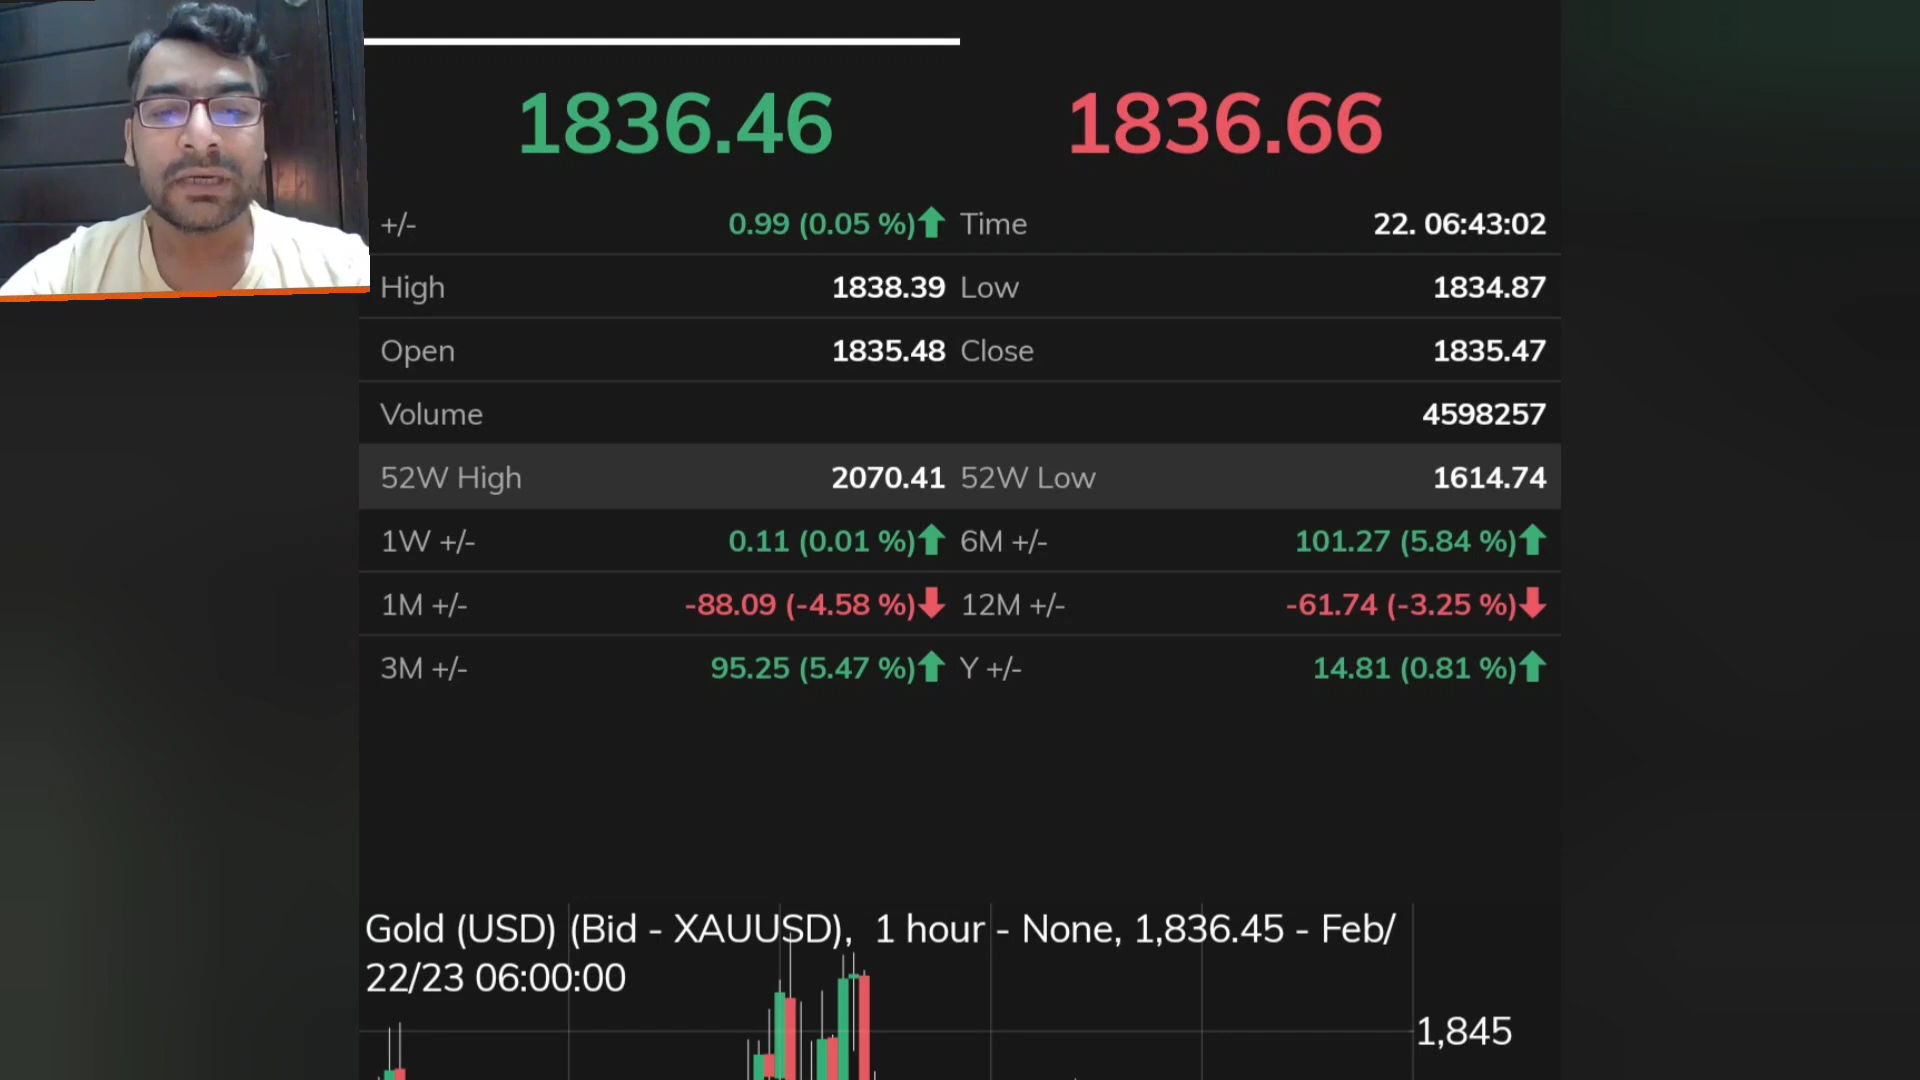 1836.46 1836.66
+/- 0.99 (0.05 %) Time 22. 06:43:02
High 1838.39 Low 1834.87
Open 1835.48 Close 1835.47
Volume 4598257
52W High 2070.41 52W Low 1614.74
1W +/- 0.11 (0.01 %) 6M +/- 101.27 (5.84 %)
1M +/- -88.09 (-4.58 %) 12M +/- -61.74 (-3.25 %)
3M +/- 95.25 (5.47 %) Y +/- 14.81 (0.81 %)
Gold (USD) (Bid - XAUUSD), 1 hour - None, 1,836.45 - Feb/
22/23 06:00:00
1,845